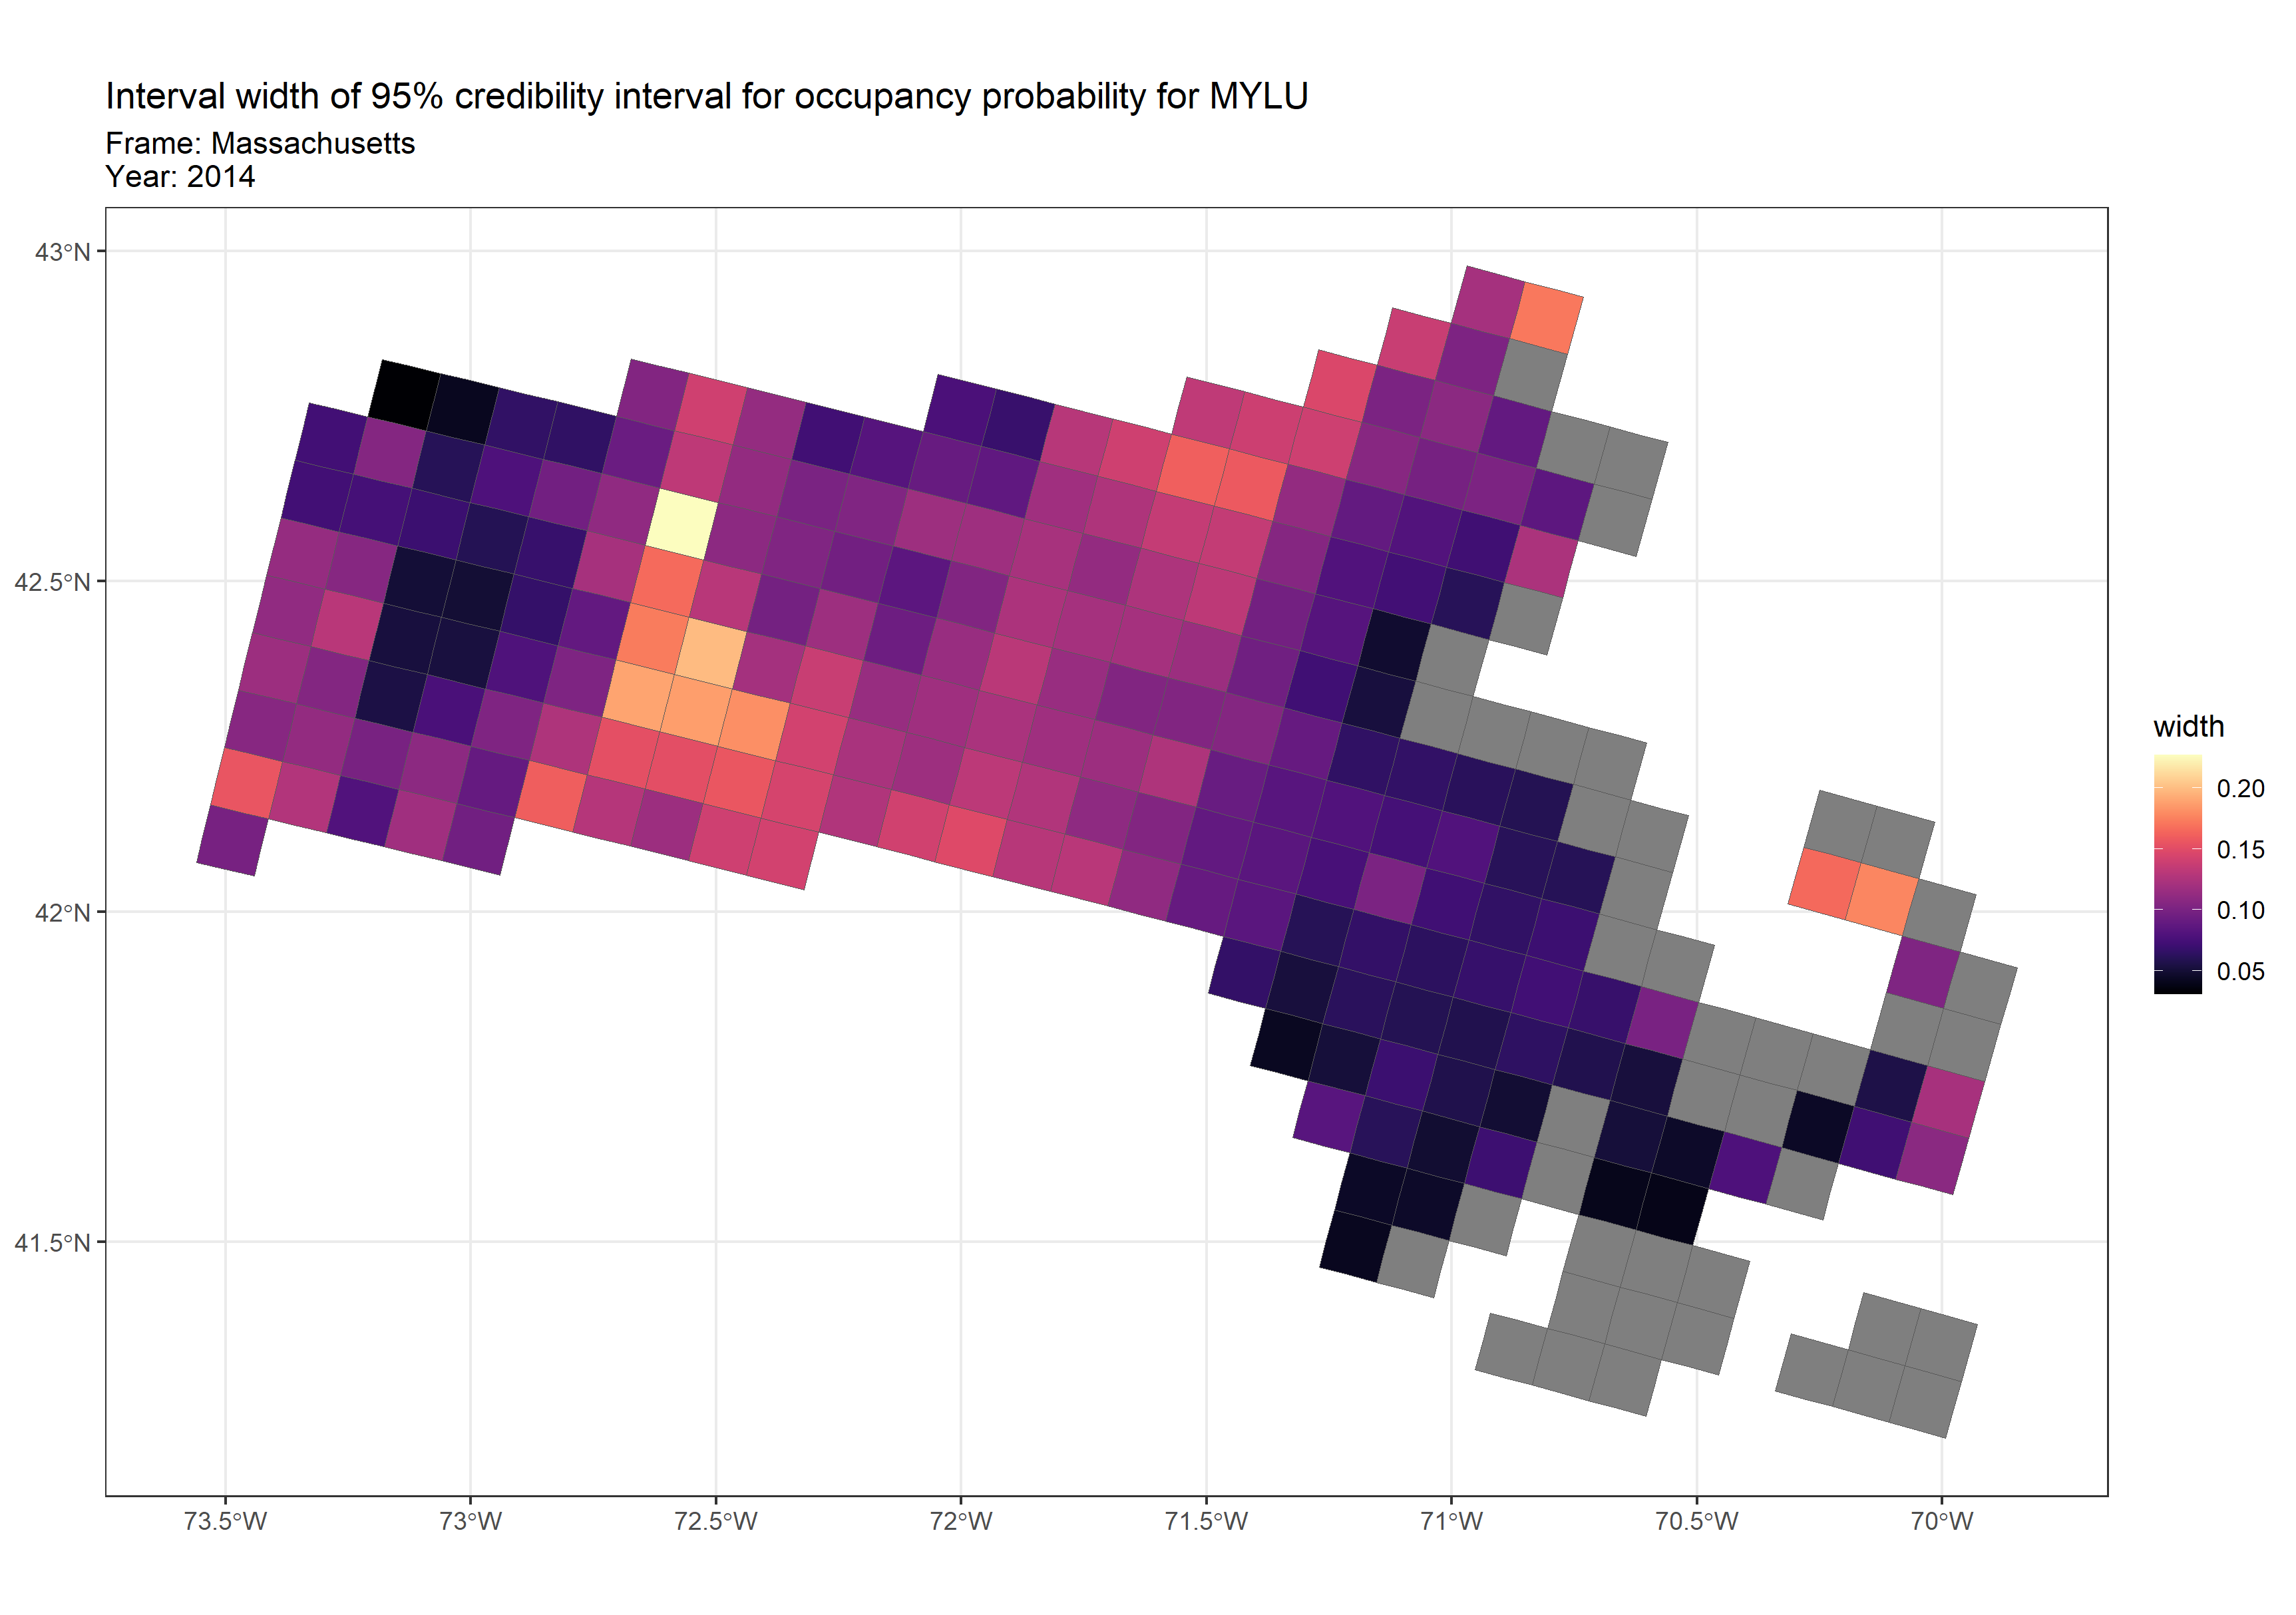 Interval width of 95% credibility interval for occupancy probability for MYLU
Frame: Massachusetts
Year: 2014
43°N
42.5°N
42°N
41.5°N
73.5°W
73°W
72.5°W
72°W
71.5°W
71°W
70.5°W
70°W
width
0.20
0.15
0.10
0.05